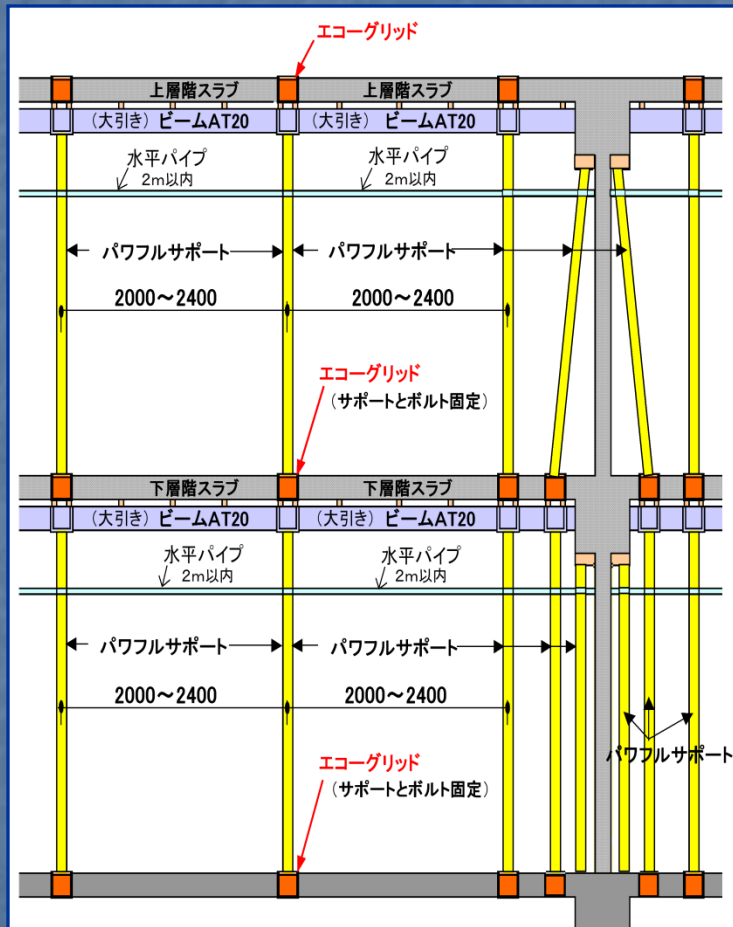 エコーグリッド
上層階スラブ
上層階スラブ
(大引き) ビームAT20
(大引き) ビームAT20
水平パイプ
2m以内
水平パイプ
2m以内
パワフルサポート
パワフルサポート
2000～2400
2000～2400
エコーグリッド
(サポートとボルト固定)
下層階スラブ
下層階スラブ
(大引き) ビームAT20
(大引き) ビームAT20
水平パイプ
2m以内
水平パイプ
2m以内
パワフルサポート
パワフルサポート
2000～2400
2000～2400
パワフルサポート
エコーグリッド
(サポートとボルト固定)